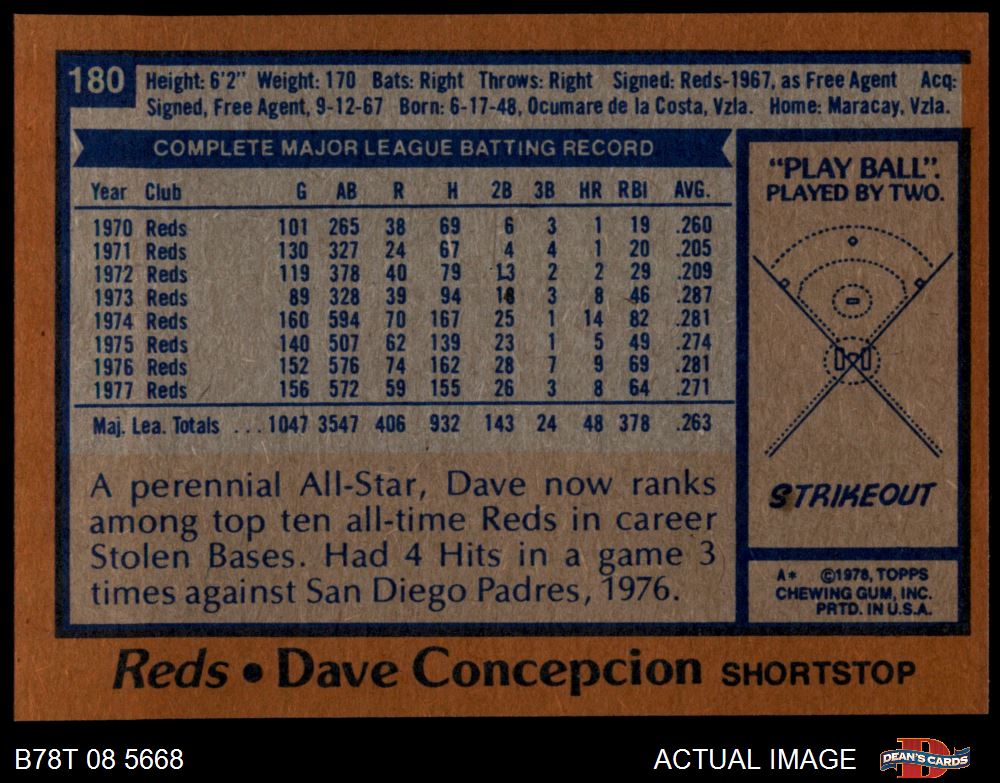 180
Height: 6'2" Weight: 170 Bats: Right Throws: Right Signed: Reds-1967, as Free Agent Acq:
Signed, Free Agent, 9-12-67 Born: 6-17-48, Ocumare de la Costa, Vzla. Home: Maracay, Vzla.
COMPLETE MAJOR LEAGUE BATTING RECORD
Year Club G AB R H 2B 3B HR RBI AVG.
1970 Reds 101 265 38 69 6 3 1 19 .260
1971 Reds 130 327 24 67 4 4 1 20 .205
1972 Reds 119 378 40 79 13 2 2 29 .209
1973 Reds 89 328 39 94 18 3 8 46 .287
1974 Reds 160 594 70 167 25 1 14 82 .281
1975 Reds 140 507 62 139 23 1 5 49 .274
1976 Reds 152 576 74 162 28 7 9 69 .281
1977 Reds 156 572 59 155 26 3 8 64 .271
Maj. Lea. Totals ... 1047 3547 406 932 143 24 48 378 .263
A perennial All-Star, Dave now ranks
among top ten all-time Reds in career
Stolen Bases. Had 4 Hits in a game 3
times against San Diego Padres, 1976.
"PLAY BALL".
PLAYED BY TWO.
STRIKEOUT
A* ©1978, TOPPS
CHEWING GUM, INC.
PRTD. IN U.S.A.
Reds • Dave Concepcion SHORTSTOP
B78T 08 5668
ACTUAL IMAGE
DEAN'S CARDS